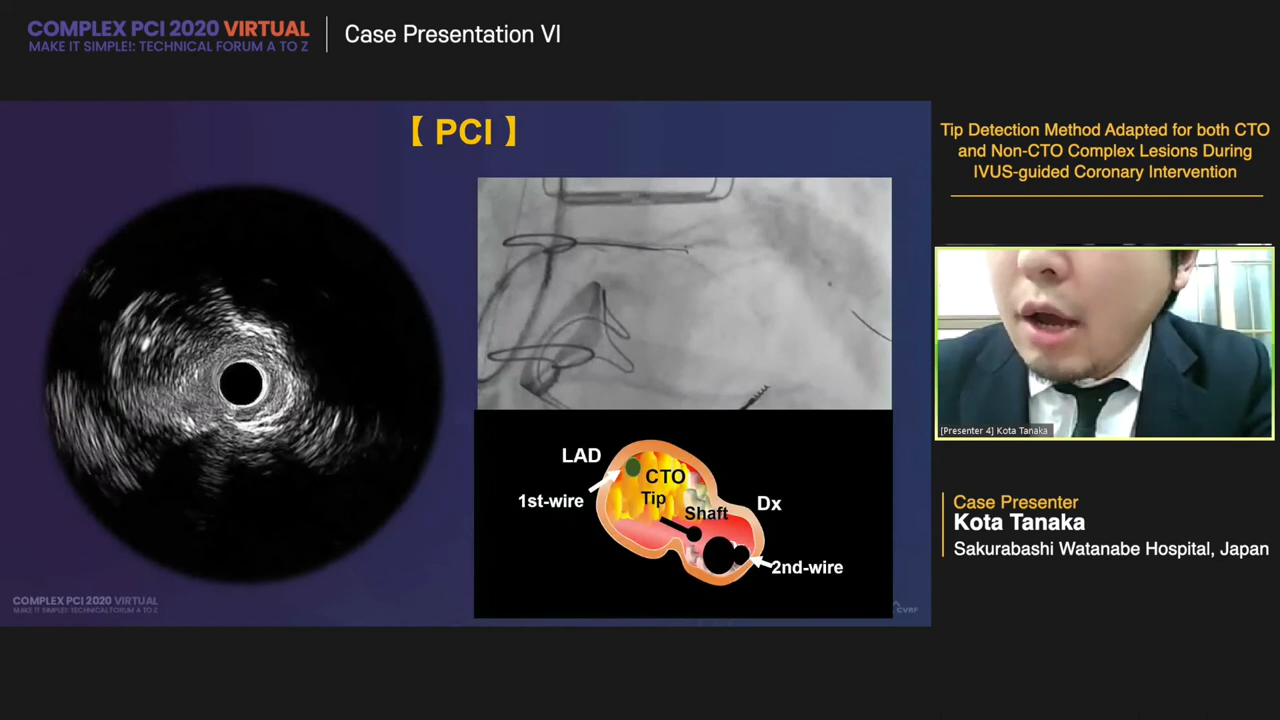 COMPLEX PCI 2020 VIRTUAL
MAKE IT SIMPLE!: TECHNICAL FORUM A TO Z
Case Presentation VI
【 PCI 】
LAD
1st-wire
CTO
Tip
Shaft
Dx
2nd-wire
COMPLEX PCI 2020 VIRTUAL
MAKE IT SIMPLE!: TECHNICAL FORUM A TO Z
CVRF
Tip Detection Method Adapted for both CTO
and Non-CTO Complex Lesions During
IVUS-guided Coronary Intervention
[Presenter 4] Kota Tanaka
Case Presenter
Kota Tanaka
Sakurabashi Watanabe Hospital, Japan